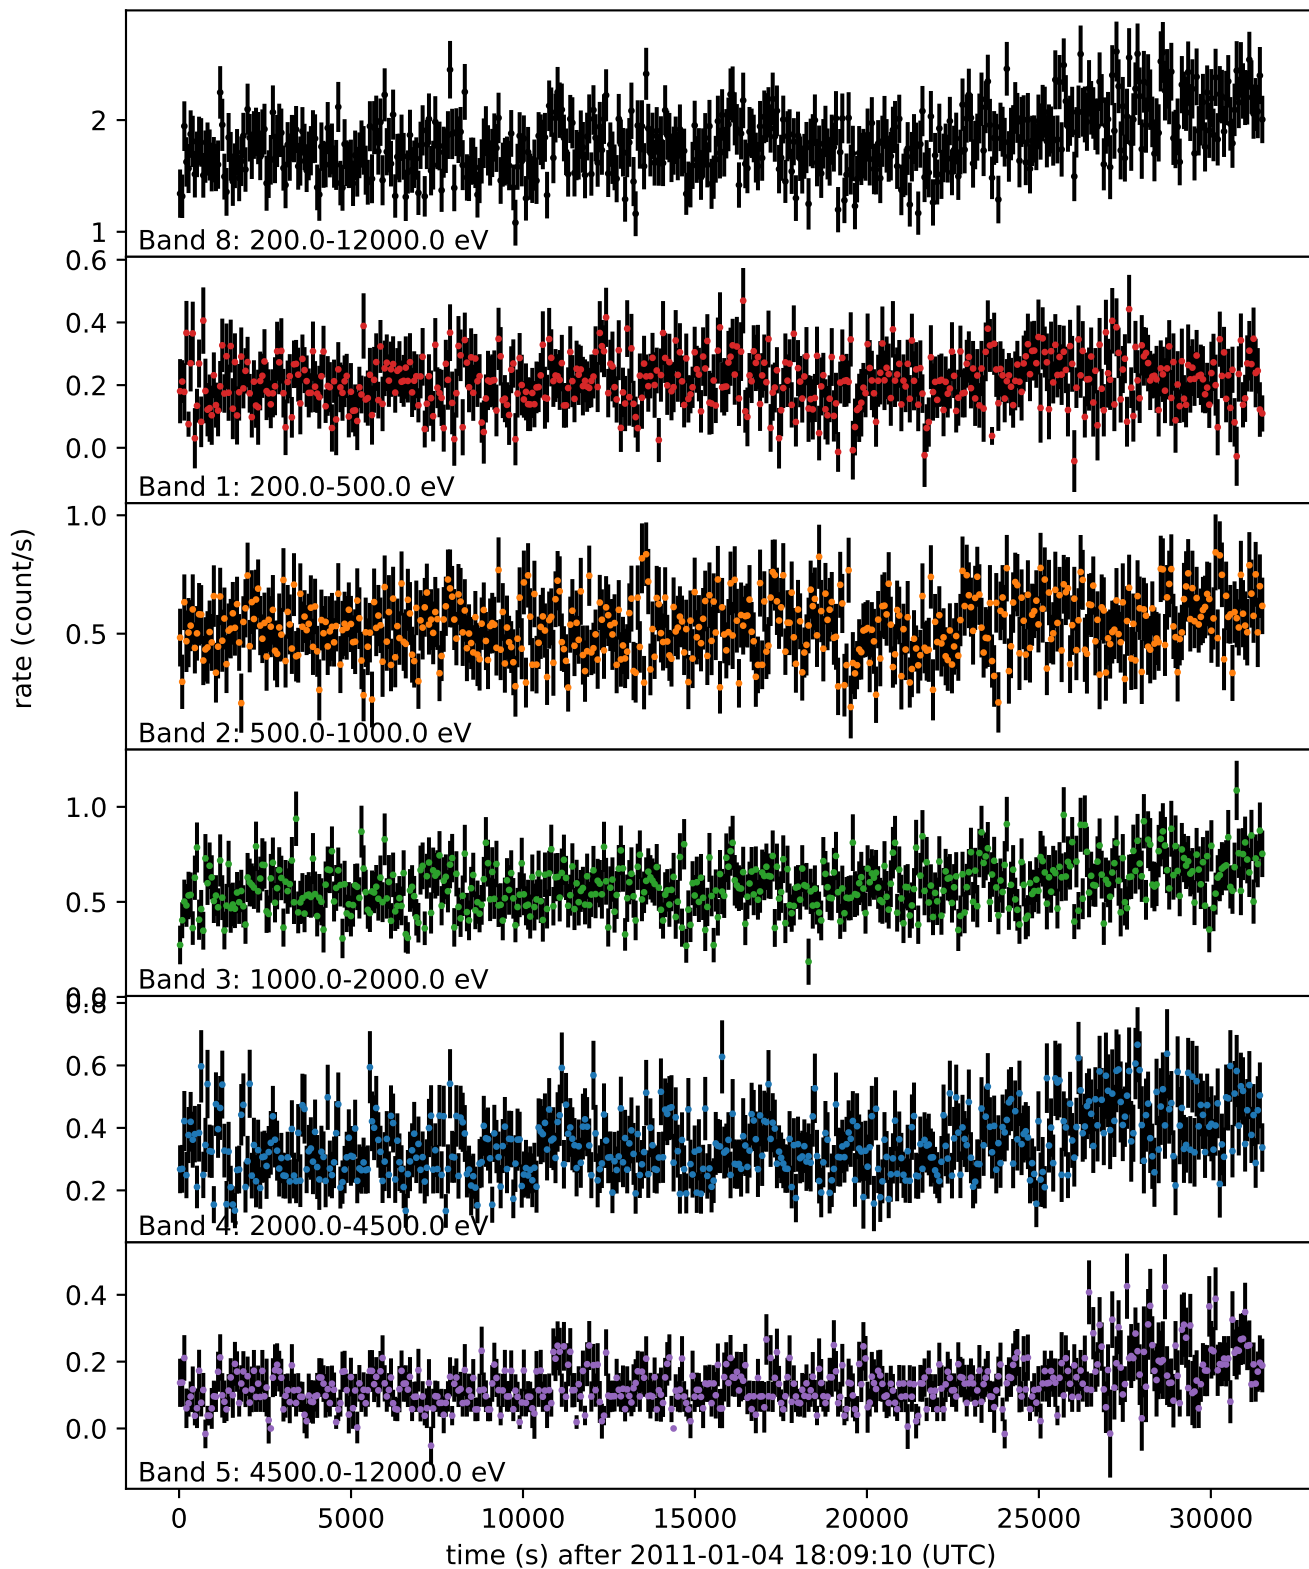 2
1
Band 8: 200.0-12000.0 eV
0.6
0.4
0.2
0.0
Band 1: 200.0-500.0 eV
1.0
0.5
Band 2: 500.0-1000.0 eV
rate (count/s)
1.0
0.5
0.0
Band 3: 1000.0-2000.0 eV
0.8
0.6
0.4
0.2
Band 4: 2000.0-4500.0 eV
0.4
0.2
0.0
Band 5: 4500.0-12000.0 eV
0 5000 10000 15000 20000 25000 30000
time (s) after 2011-01-04 18:09:10 (UTC)